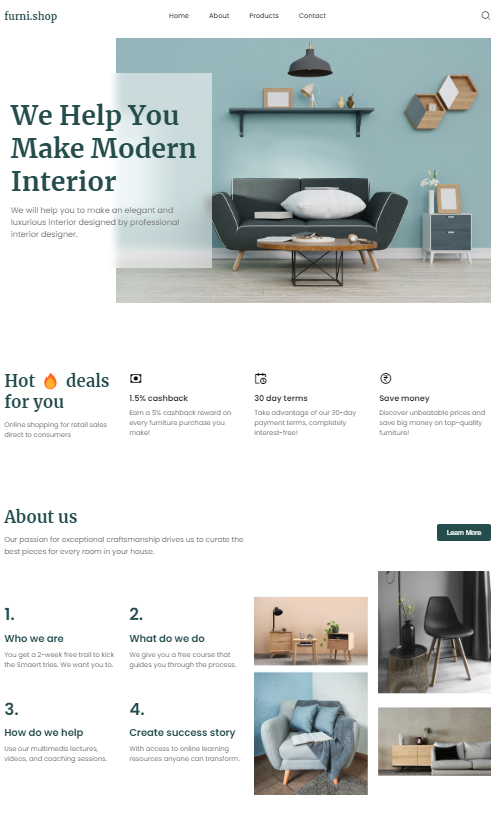 furni.shop
Home About Products Contact
We Help You
Make Modern
Interior
We will help you to make an elegant and
luxurious interior designed by professional
interior designer.
Hot 🔥 deals
for you
Online shopping for retail sales
direct to consumers
1.5% cashback
Earn a 5% cashback reward on
every furniture purchase you
make!
30 day terms
Take advantage of our 30-day
payment terms, completely
interest-free!
Save money
Discover unbeatable prices and
save big money on top-quality
furniture!
About us
Our passion for exceptional craftsmanship drives us to curate the
best pieces for every room in your house.
Learn More
1.
Who we are
You get a 2-week free trail to kick
the Smaert tries. We want you to.
2.
What do we do
We give you a free course that
guides you through the process.
3.
How do we help
Use our multimedis lectures,
videos, and coaching sessions.
4.
Create success story
With access to online learning
resources anyone can transform.